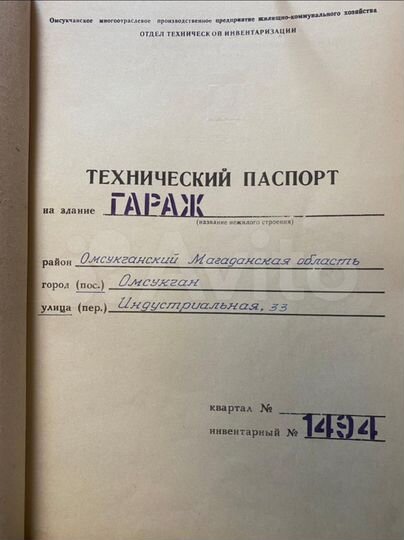 Омсукчанское многоотраслевое производственное предприятие жилищно-коммунального хозяйства
ОТДЕЛ ТЕХНИЧЕСКОЙ ИНВЕНТАРИЗАЦИИ
ТЕХНИЧЕСКИЙ ПАСПОРТ
на здание ГАРАЖ
(название нежилого строения)
район Омсукчанский Магаданская область
город (пос.) Омсукчан
улица (пер.) Индустриальная, 33
квартал №
инвентарный № 1494
Avito